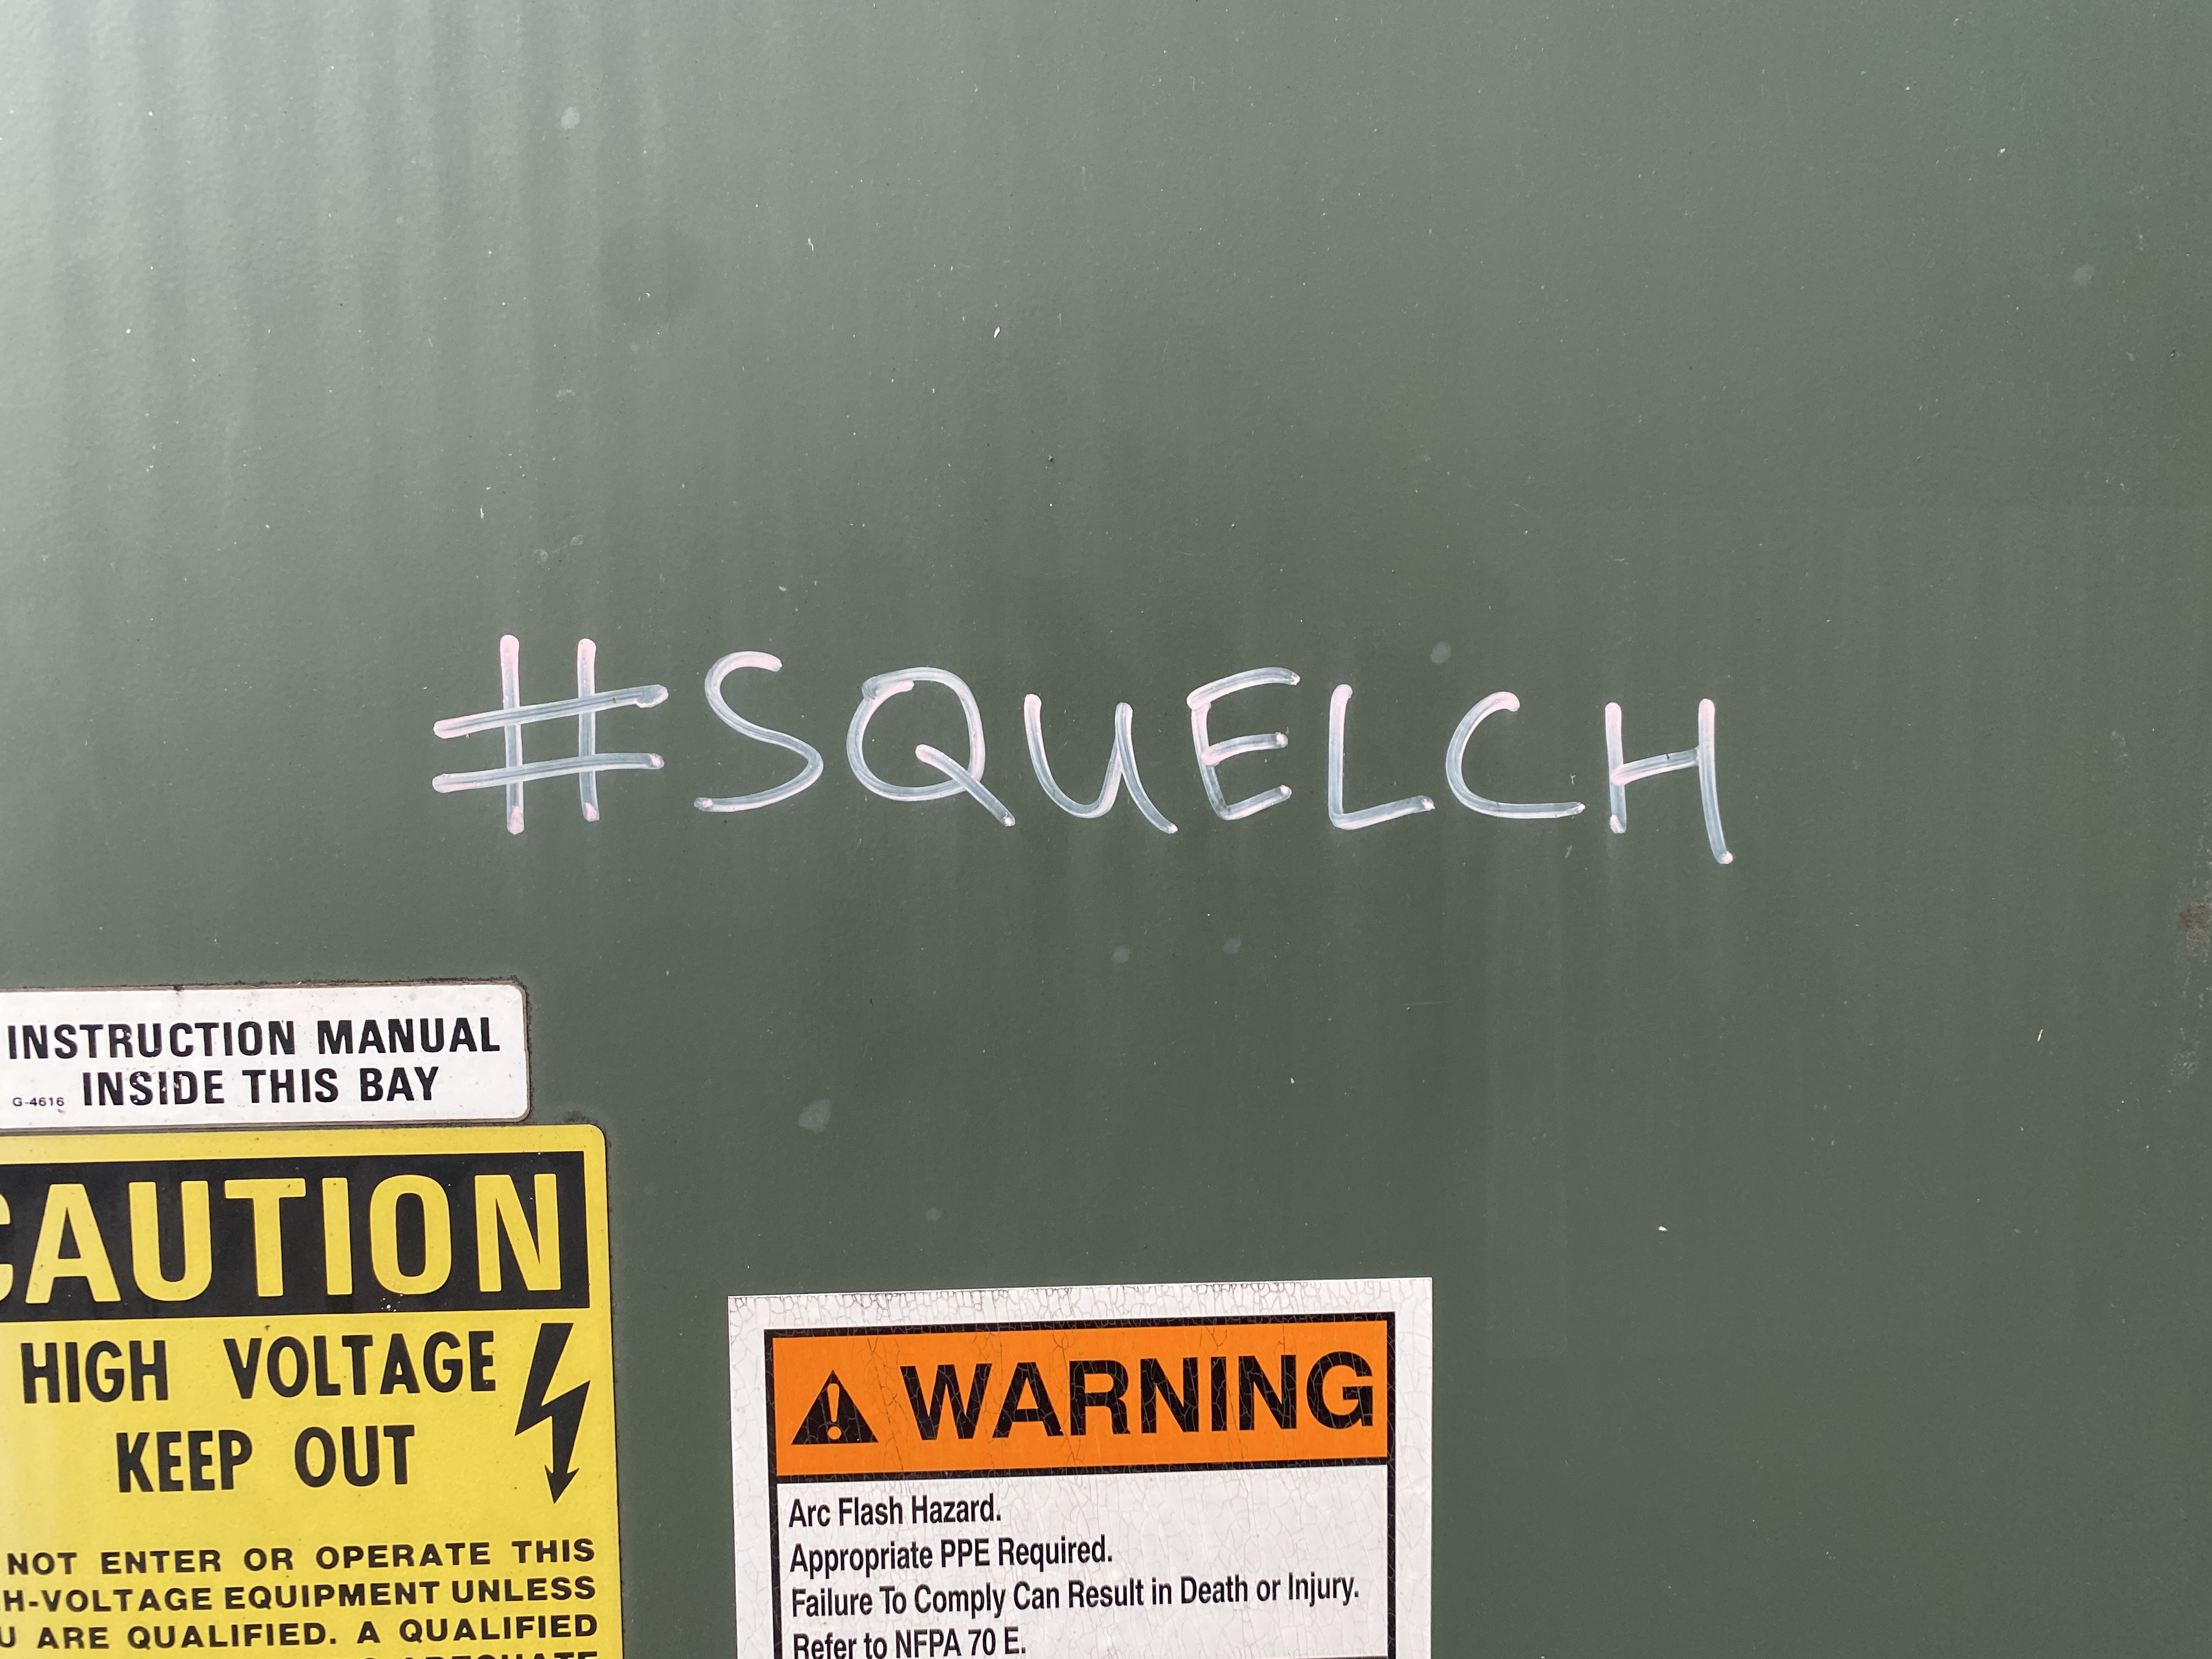 #SQUELCH
INSTRUCTION MANUAL
G-4616 INSIDE THIS BAY
CAUTION
HIGH VOLTAGE
KEEP OUT
NOT ENTER OR OPERATE THIS
H-VOLTAGE EQUIPMENT UNLESS
U ARE QUALIFIED. A QUALIFIED
WARNING
Arc Flash Hazard.
Appropriate PPE Required.
Failure To Comply Can Result in Death or Injury.
Refer to NFPA 70 E.